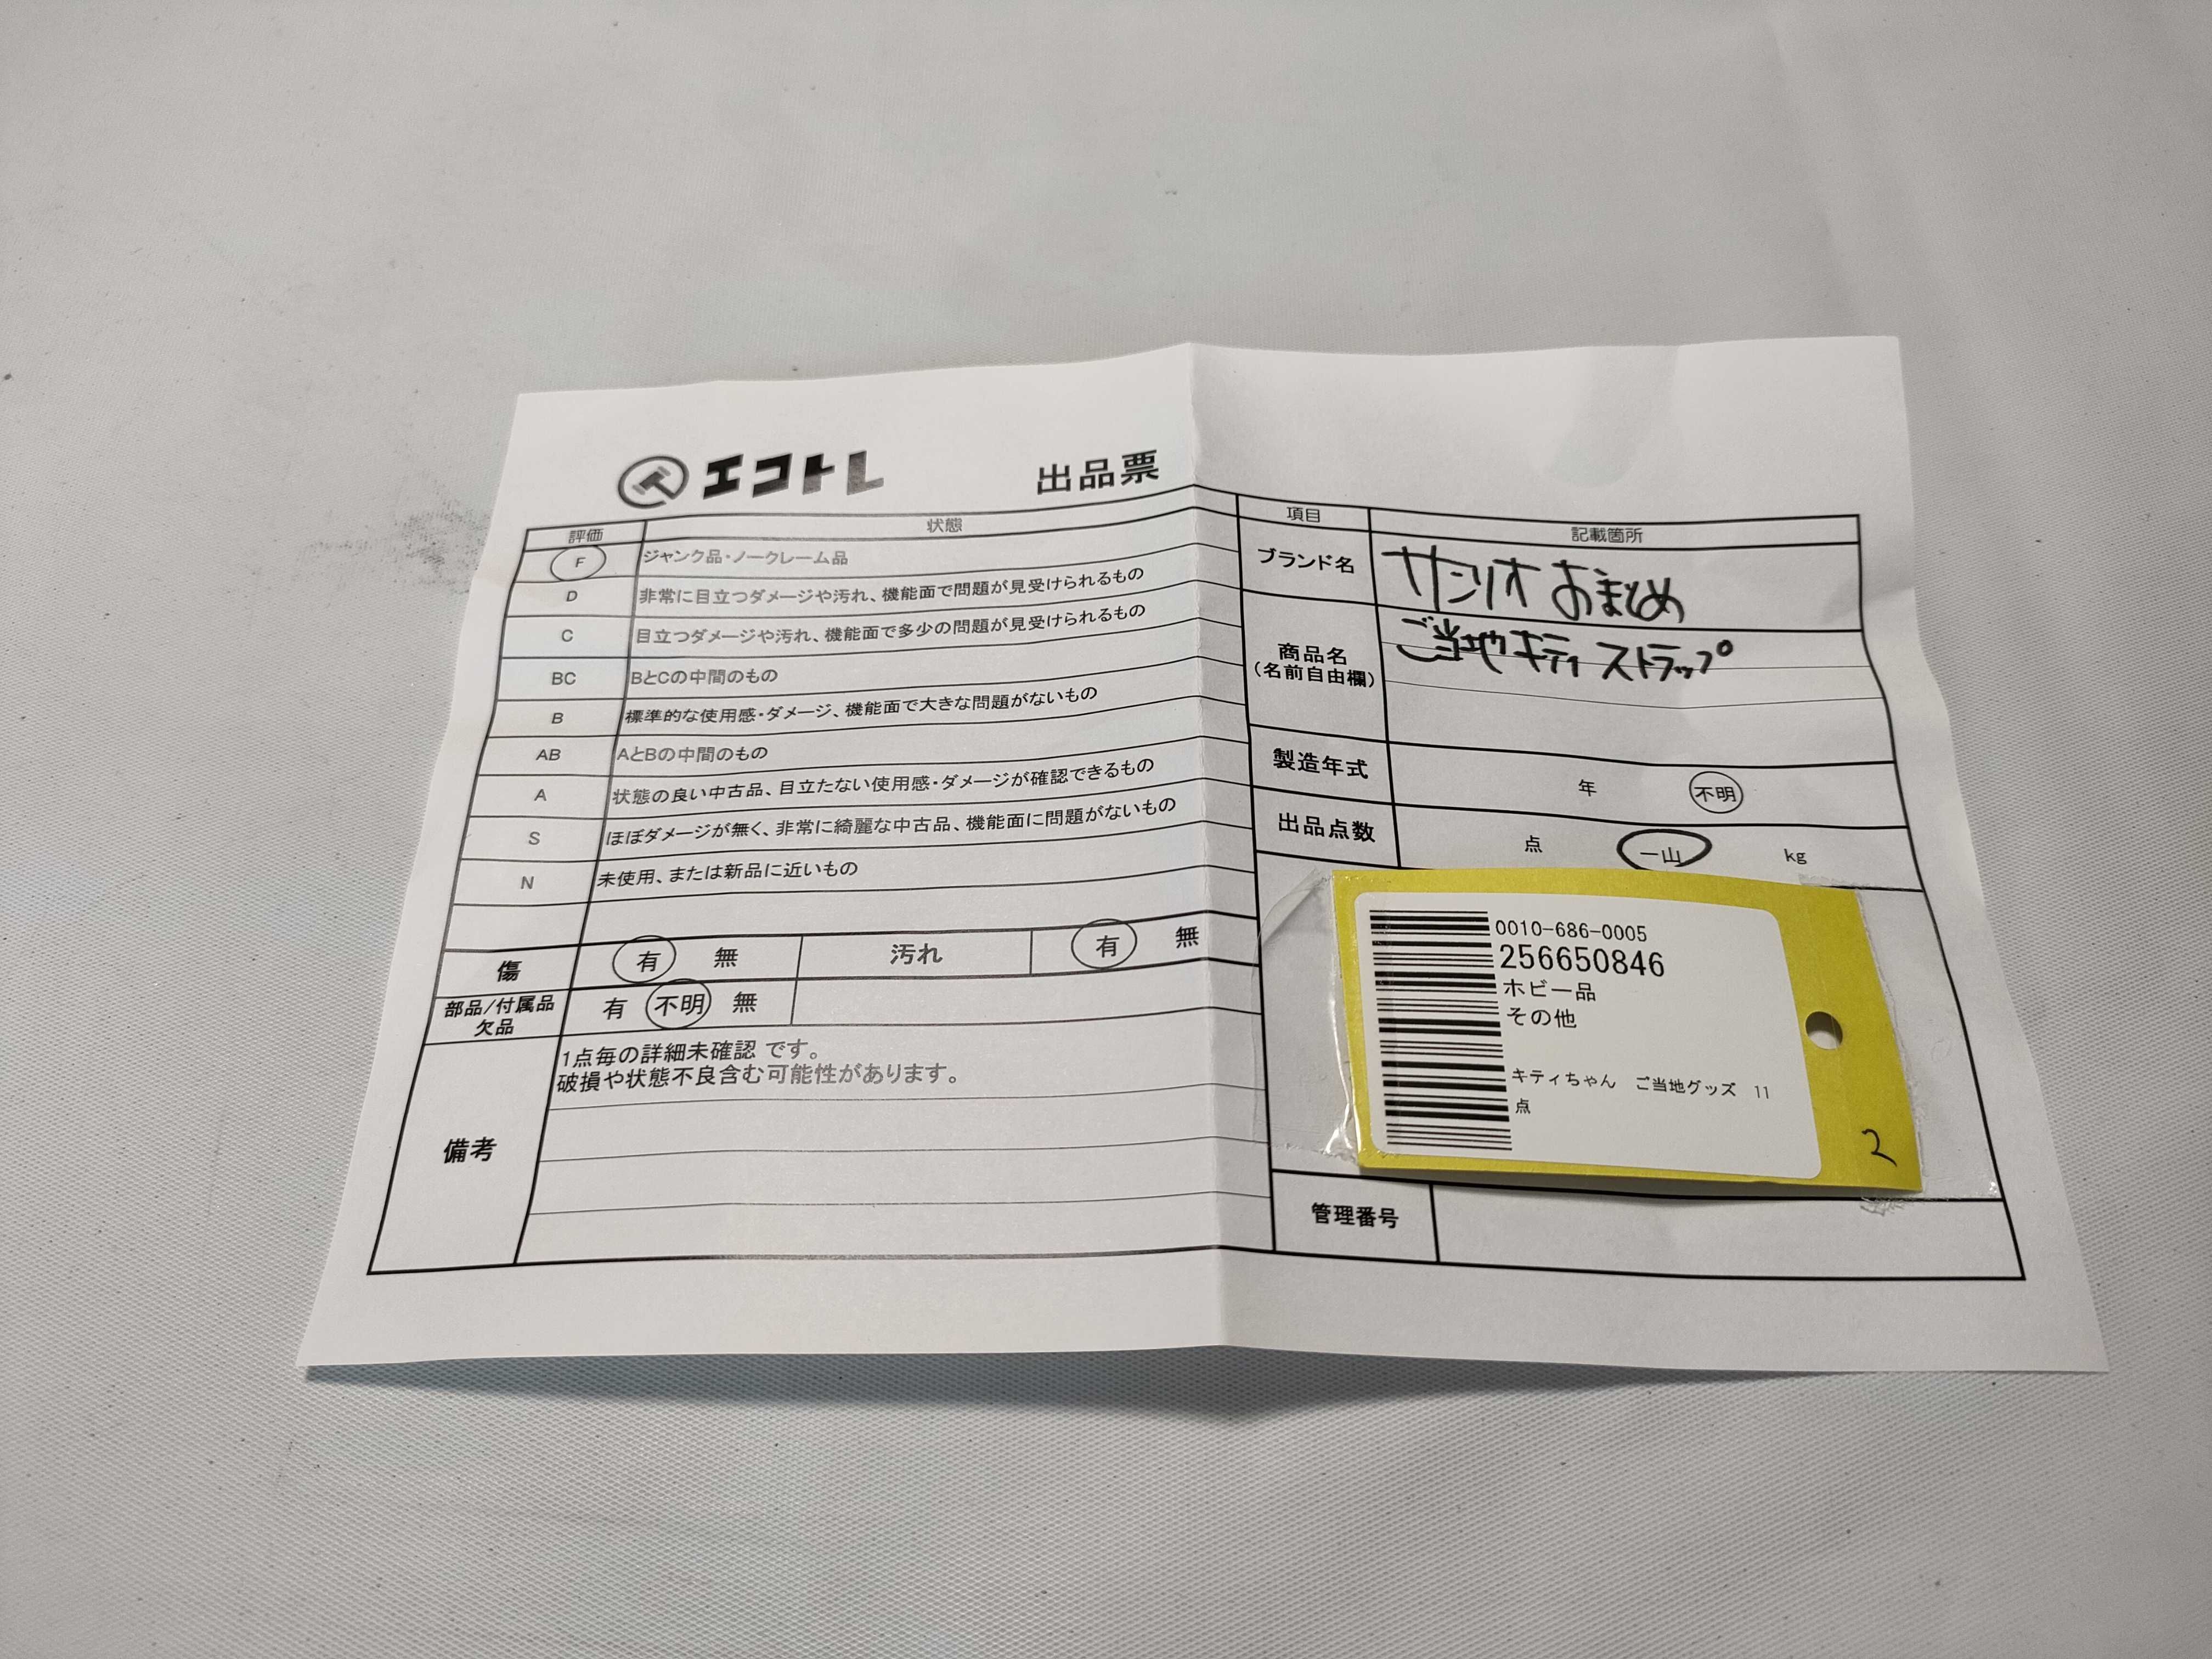 エコトレ 出品票
評価 状態
F ジャンク品・ノークレーム品
D 非常に目立つダメージや汚れ、機能面で問題が見受けられるもの
C 目立つダメージや汚れ、機能面で多少の問題が見受けられるもの
BC BとCの中間のもの
B 標準的な使用感・ダメージ、機能面で大きな問題がないもの
AB AとBの中間のもの
A 状態の良い中古品、目立たない使用感・ダメージが確認できるもの
S ほぼダメージが無く、非常に綺麗な中古品、機能面に問題がないもの
N 未使用、または新品に近いもの
傷 有 無 汚れ 有 無
部品/付属品
欠品 有 不明 無
備考
1点毎の詳細未確認 です。
破損や状態不良含む可能性があります。
項目 記載箇所
ブランド名 サンリオ おまとめ
商品名
(名前自由欄)
ご当地キティ ストラップ
製造年式 年 不明
出品点数 点 一山 kg
0010-686-0005
256650846
ホビー品
その他
キティちゃん ご当地グッズ 11
点
2
管理番号